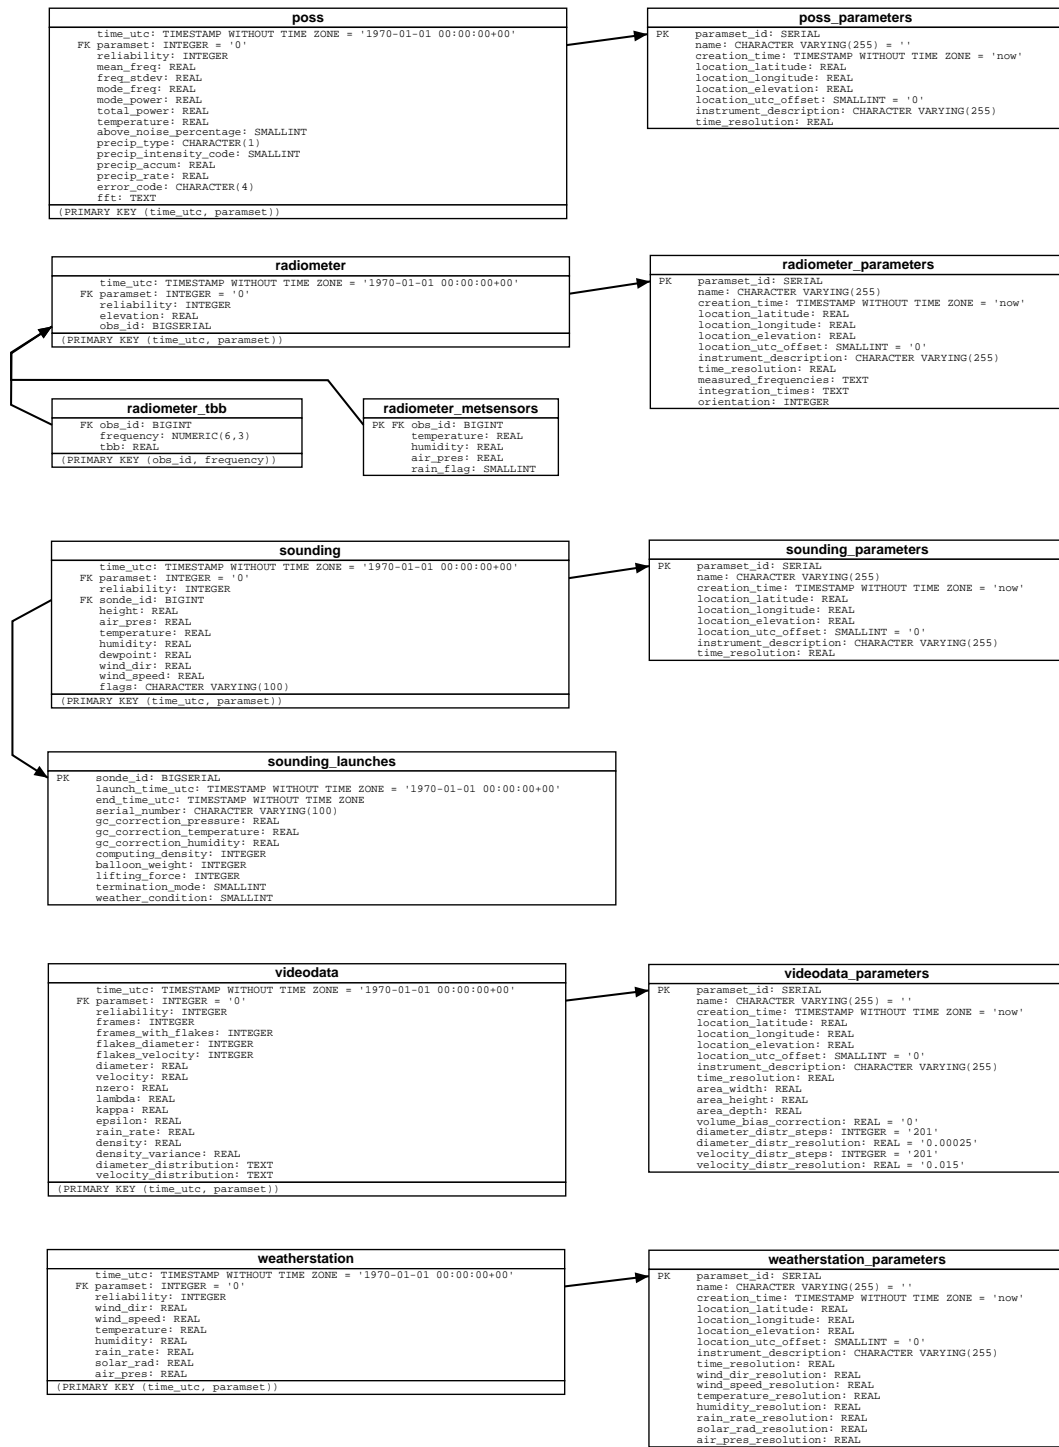 poss
time_utc: TIMESTAMP WITHOUT TIME ZONE = '1970-01-01 00:00:00+00'
FK paramset: INTEGER = '0'
reliability: INTEGER
mean_freq: REAL
freq_stdev: REAL
mode_freq: REAL
mode_power: REAL
total_power: REAL
temperature: REAL
above_noise_percentage: SMALLINT
precip_type: CHARACTER(1)
precip_intensity_code: SMALLINT
precip_accum: REAL
precip_rate: REAL
error_code: CHARACTER(4)
fft: TEXT
(PRIMARY KEY (time_utc, paramset))
poss_parameters
PK paramset_id: SERIAL
name: CHARACTER VARYING(255) = ''
creation_time: TIMESTAMP WITHOUT TIME ZONE = 'now'
location_latitude: REAL
location_longitude: REAL
location_elevation: REAL
location_utc_offset: SMALLINT = '0'
instrument_description: CHARACTER VARYING(255)
time_resolution: REAL
radiometer
time_utc: TIMESTAMP WITHOUT TIME ZONE = '1970-01-01 00:00:00+00'
FK paramset: INTEGER = '0'
reliability: INTEGER
elevation: REAL
obs_id: BIGSERIAL
(PRIMARY KEY (time_utc, paramset))
radiometer_parameters
PK paramset_id: SERIAL
name: CHARACTER VARYING(255)
creation_time: TIMESTAMP WITHOUT TIME ZONE = 'now'
location_latitude: REAL
location_longitude: REAL
location_elevation: REAL
location_utc_offset: SMALLINT = '0'
instrument_description: CHARACTER VARYING(255)
time_resolution: REAL
measured_frequencies: TEXT
integration_times: TEXT
orientation: INTEGER
radiometer_tbb
FK obs_id: BIGINT
frequency: NUMERIC(6,3)
tbb: REAL
(PRIMARY KEY (obs_id, frequency))
radiometer_metsensors
PK FK obs_id: BIGINT
temperature: REAL
humidity: REAL
air_pres: REAL
rain_flag: SMALLINT
sounding
time_utc: TIMESTAMP WITHOUT TIME ZONE = '1970-01-01 00:00:00+00'
FK paramset: INTEGER = '0'
reliability: INTEGER
FK sonde_id: BIGINT
height: REAL
air_pres: REAL
temperature: REAL
humidity: REAL
dewpoint: REAL
wind_dir: REAL
wind_speed: REAL
flags: CHARACTER VARYING(100)
(PRIMARY KEY (time_utc, paramset))
sounding_parameters
PK paramset_id: SERIAL
name: CHARACTER VARYING(255)
creation_time: TIMESTAMP WITHOUT TIME ZONE = 'now'
location_latitude: REAL
location_longitude: REAL
location_elevation: REAL
location_utc_offset: SMALLINT = '0'
instrument_description: CHARACTER VARYING(255)
time_resolution: REAL
sounding_launches
PK sonde_id: BIGSERIAL
launch_time_utc: TIMESTAMP WITHOUT TIME ZONE = '1970-01-01 00:00:00+00'
end_time_utc: TIMESTAMP WITHOUT TIME ZONE
serial_number: CHARACTER VARYING(100)
gc_correction_pressure: REAL
gc_correction_temperature: REAL
gc_correction_humidity: REAL
computing_density: INTEGER
balloon_weight: INTEGER
lifting_force: INTEGER
termination_mode: SMALLINT
weather_condition: SMALLINT
videodata
time_utc: TIMESTAMP WITHOUT TIME ZONE = '1970-01-01 00:00:00+00'
FK paramset: INTEGER = '0'
reliability: INTEGER
frames: INTEGER
frames_with_flakes: INTEGER
flakes_diameter: INTEGER
flakes_velocity: INTEGER
diameter: REAL
velocity: REAL
nzero: REAL
lambda: REAL
kappa: REAL
epsilon: REAL
rain_rate: REAL
density: REAL
density_variance: REAL
diameter_distribution: TEXT
velocity_distribution: TEXT
(PRIMARY KEY (time_utc, paramset))
videodata_parameters
PK paramset_id: SERIAL
name: CHARACTER VARYING(255) = ''
creation_time: TIMESTAMP WITHOUT TIME ZONE = 'now'
location_latitude: REAL
location_longitude: REAL
location_elevation: REAL
location_utc_offset: SMALLINT = '0'
instrument_description: CHARACTER VARYING(255)
time_resolution: REAL
area_width: REAL
area_height: REAL
area_depth: REAL
volume_bias_correction: REAL = '0'
diameter_distr_steps: INTEGER = '201'
diameter_distr_resolution: REAL = '0.00025'
velocity_distr_steps: INTEGER = '201'
velocity_distr_resolution: REAL = '0.015'
weatherstation
time_utc: TIMESTAMP WITHOUT TIME ZONE = '1970-01-01 00:00:00+00'
FK paramset: INTEGER = '0'
reliability: INTEGER
wind_dir: REAL
wind_speed: REAL
temperature: REAL
humidity: REAL
rain_rate: REAL
solar_rad: REAL
air_pres: REAL
(PRIMARY KEY (time_utc, paramset))
weatherstation_parameters
PK paramset_id: SERIAL
name: CHARACTER VARYING(255) = ''
creation_time: TIMESTAMP WITHOUT TIME ZONE = 'now'
location_latitude: REAL
location_longitude: REAL
location_elevation: REAL
location_utc_offset: SMALLINT = '0'
instrument_description: CHARACTER VARYING(255)
time_resolution: REAL
wind_dir_resolution: REAL
wind_speed_resolution: REAL
temperature_resolution: REAL
humidity_resolution: REAL
rain_rate_resolution: REAL
solar_rad_resolution: REAL
air_pres_resolution: REAL